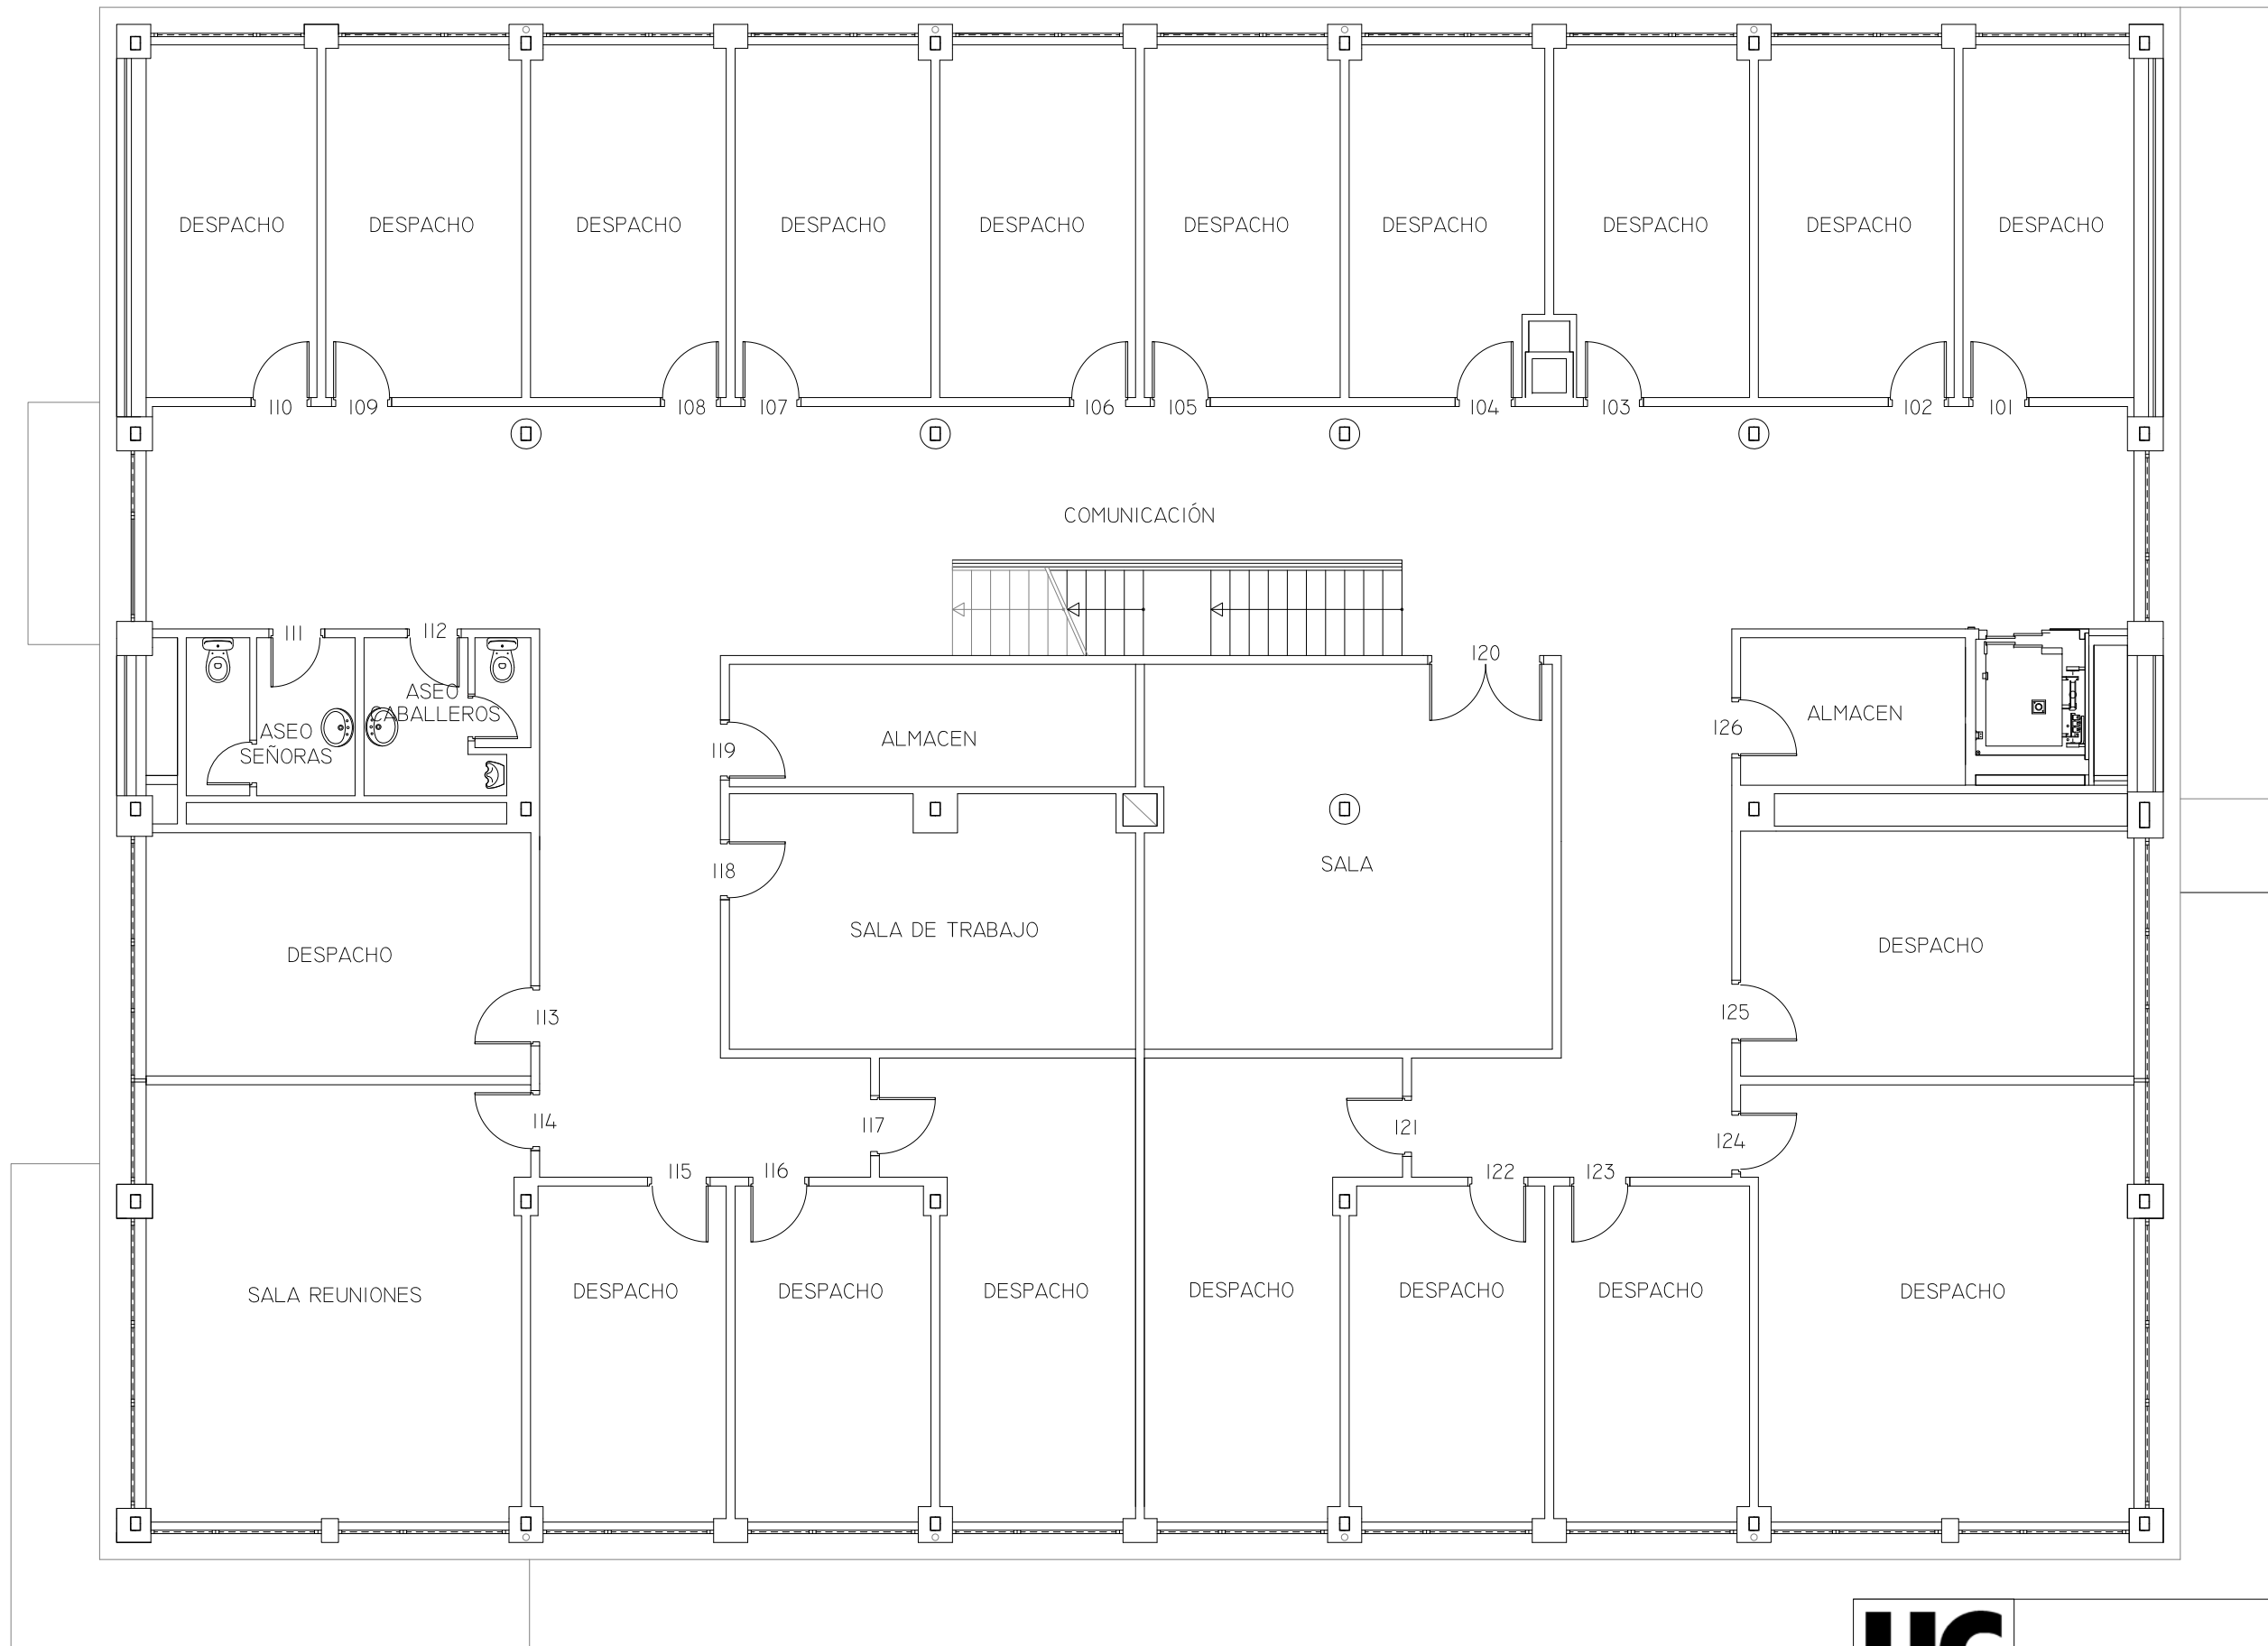 DESPACHO DESPACHO DESPACHO DESPACHO DESPACHO DESPACHO DESPACHO DESPACHO DESPACHO DESPACHO
110 109 108 107 106 105 104 103 102 101
COMUNICACIÓN
111 112
120
ASEO
CABALLEROS
ASEO
SEÑORAS
119
ALMACEN
126
ALMACEN
118
SALA
SALA DE TRABAJO
DESPACHO
DESPACHO
113
125
114
117
121
124
115 116
122 123
SALA REUNIONES
DESPACHO DESPACHO DESPACHO DESPACHO DESPACHO DESPACHO DESPACHO
UC